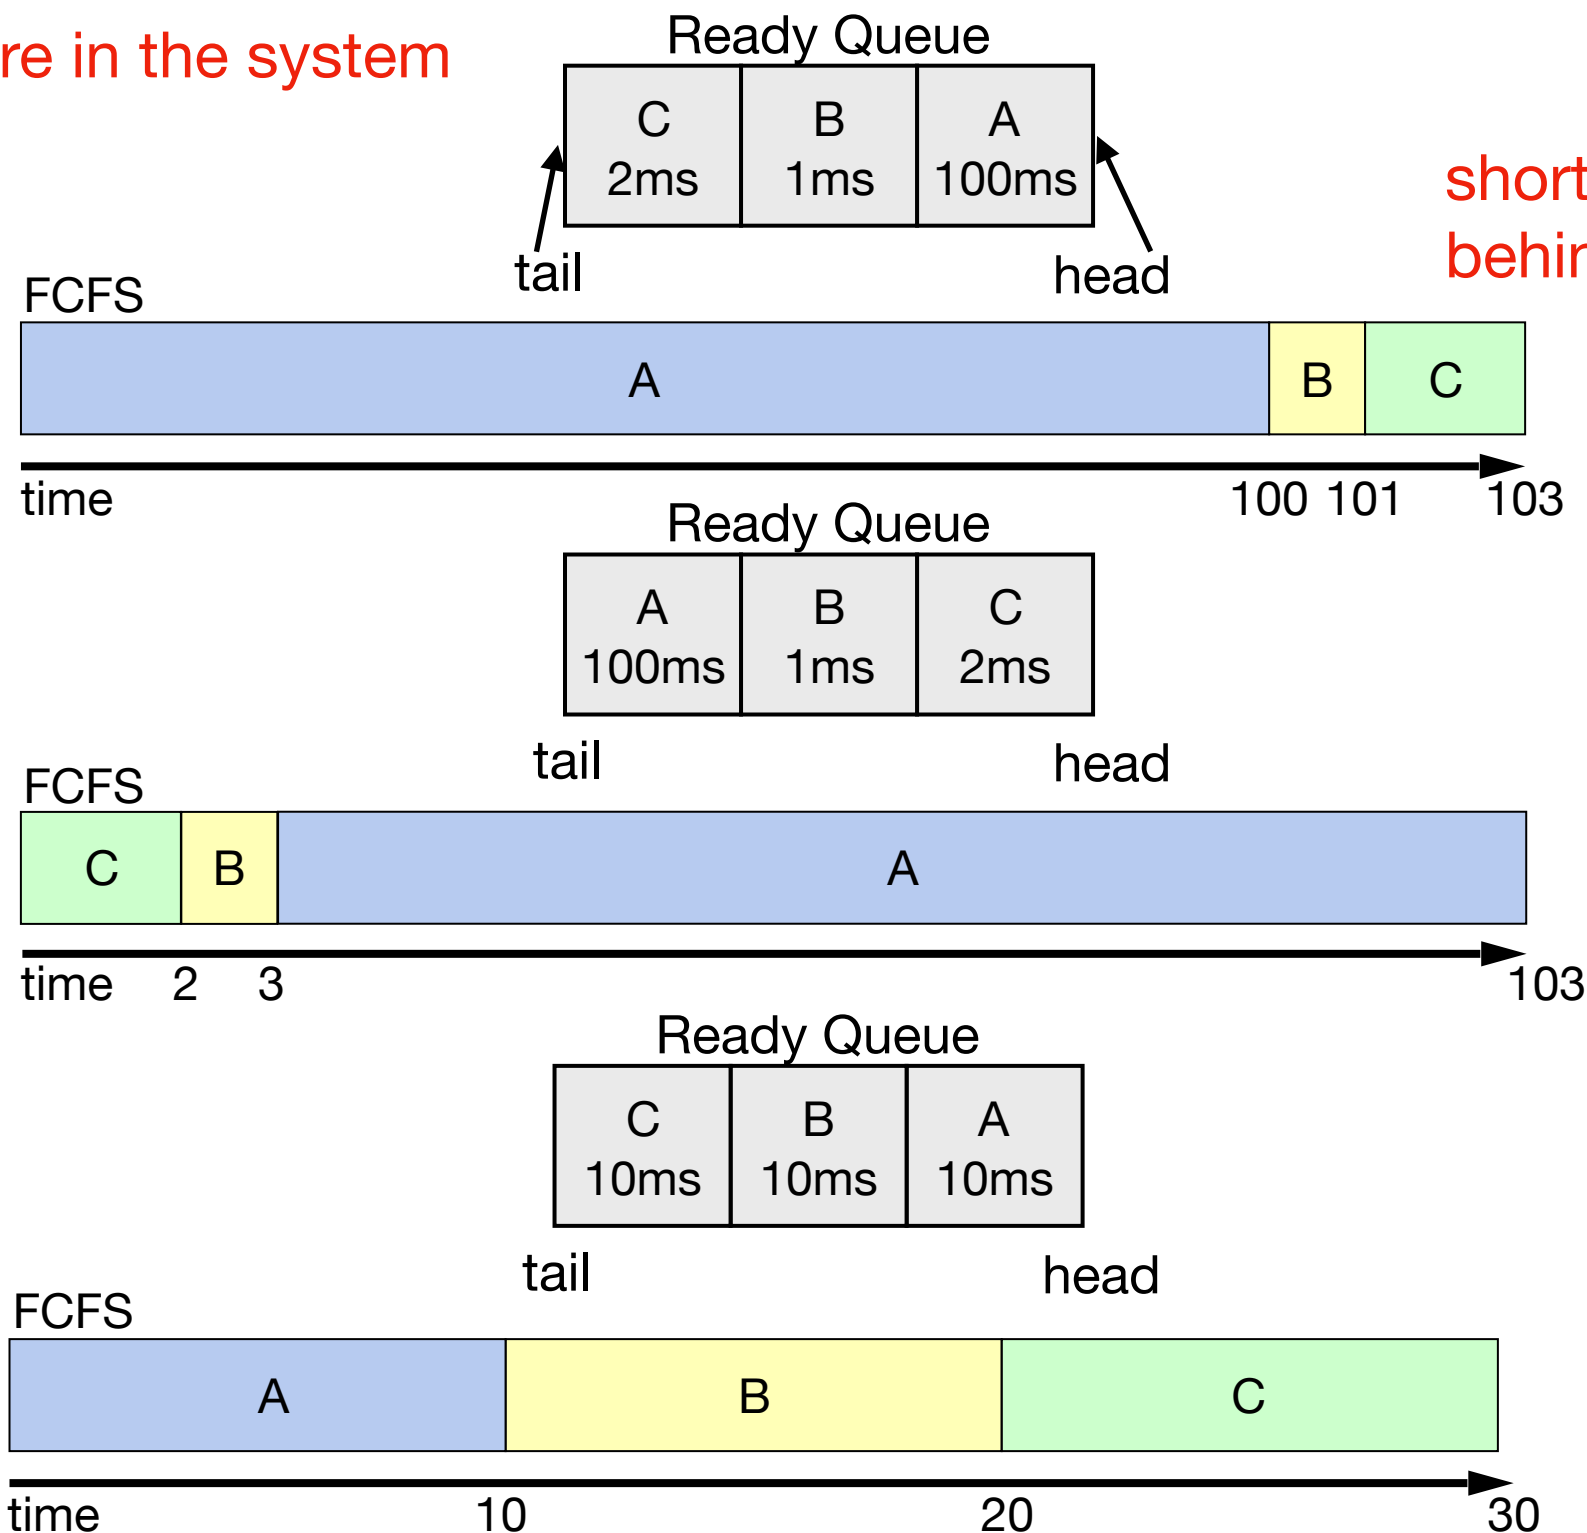 re in the system
Ready Queue
C B A
2ms 1ms 100ms
short
tail head
FCFS
A B C
time 100 101 103
Ready Queue
A B C
100ms 1ms 2ms
tail head
FCFS
C B A
time 2 3 103
Ready Queue
C B A
10ms 10ms 10ms
tail head
FCFS
A B C
time 10 20 30